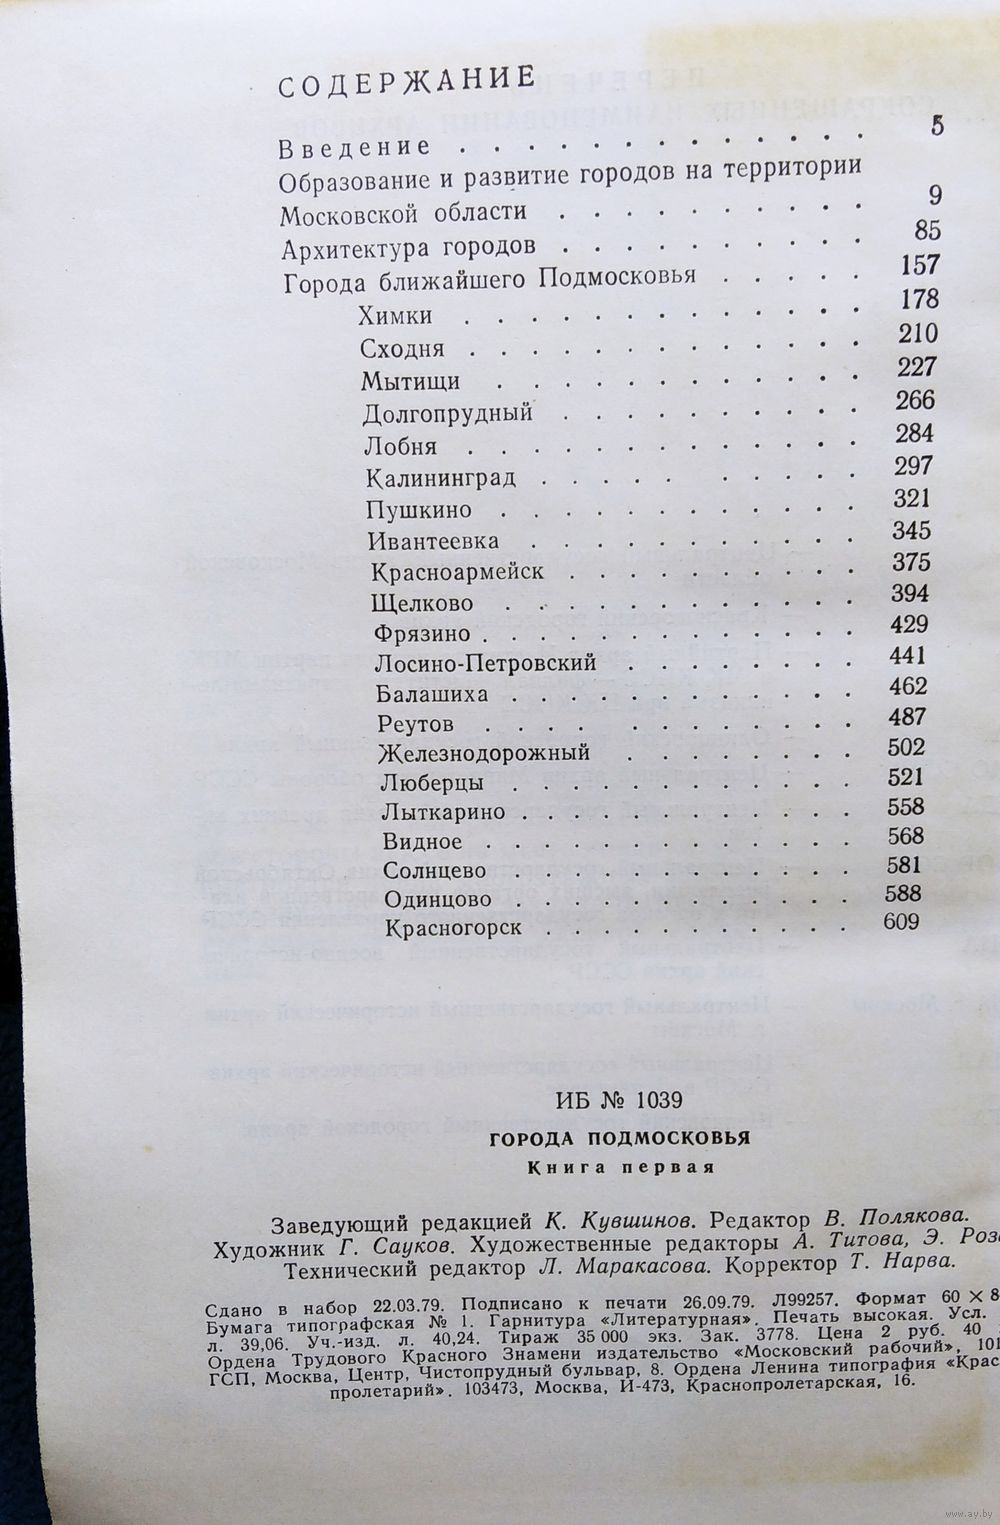 СОДЕРЖАНИЕ
Введение . . . . . . . . . . . . . 5
Образование и развитие городов на территории
Московской области . . . . . . . . . . 9
Архитектура городов . . . . . . . . . . 85
Города ближайшего Подмосковья . . . . . 157
Химки . . . . . . . . . . . . . 178
Сходня . . . . . . . . . . . . . 210
Мытищи . . . . . . . . . . . . 227
Долгопрудный . . . . . . . . . . 266
Лобня . . . . . . . . . . . . . 284
Калининград . . . . . . . . . . 297
Пушкино . . . . . . . . . . . . 321
Ивантеевка . . . . . . . . . . . 345
Красноармейск . . . . . . . . . . 375
Щелково . . . . . . . . . . . . 394
Фрязино . . . . . . . . . . . . . 429
Лосино-Петровский . . . . . . . . 441
Балашиха . . . . . . . . . . . . 462
Реутов . . . . . . . . . . . . . 487
Железнодорожный . . . . . . . . 502
Люберцы . . . . . . . . . . . . 521
Лыткарино . . . . . . . . . . . . 558
Видное . . . . . . . . . . . . . 568
Солнцево . . . . . . . . . . . . 581
Одинцово . . . . . . . . . . . . 588
Красногорск . . . . . . . . . . . 609
ИБ № 1039
ГОРОДА ПОДМОСКОВЬЯ
Книга первая
Заведующий редакцией К. Кувшинов. Редактор В. Полякова.
Художник Г. Сауков. Художественные редакторы А. Титова, Э. Роз
Технический редактор Л. Маракасова. Корректор Т. Нарва.
Сдано в набор 22.03.79. Подписано к печати 26.09.79. Л99257. Формат 60 × 8
Бумага типографская № 1. Гарнитура «Литературная». Печать высокая. Усл.
л. 39,06. Уч.-изд. л. 40,24. Тираж 35 000 экз. Зак. 3778. Цена 2 руб. 40
Ордена Трудового Красного Знамени издательство «Московский рабочий», 101
ГСП, Москва, Центр, Чистопрудный бульвар, 8. Ордена Ленина типография «Крас
пролетарий». 103473, Москва, И-473, Краснопролетарская, 16.
www.ay.by